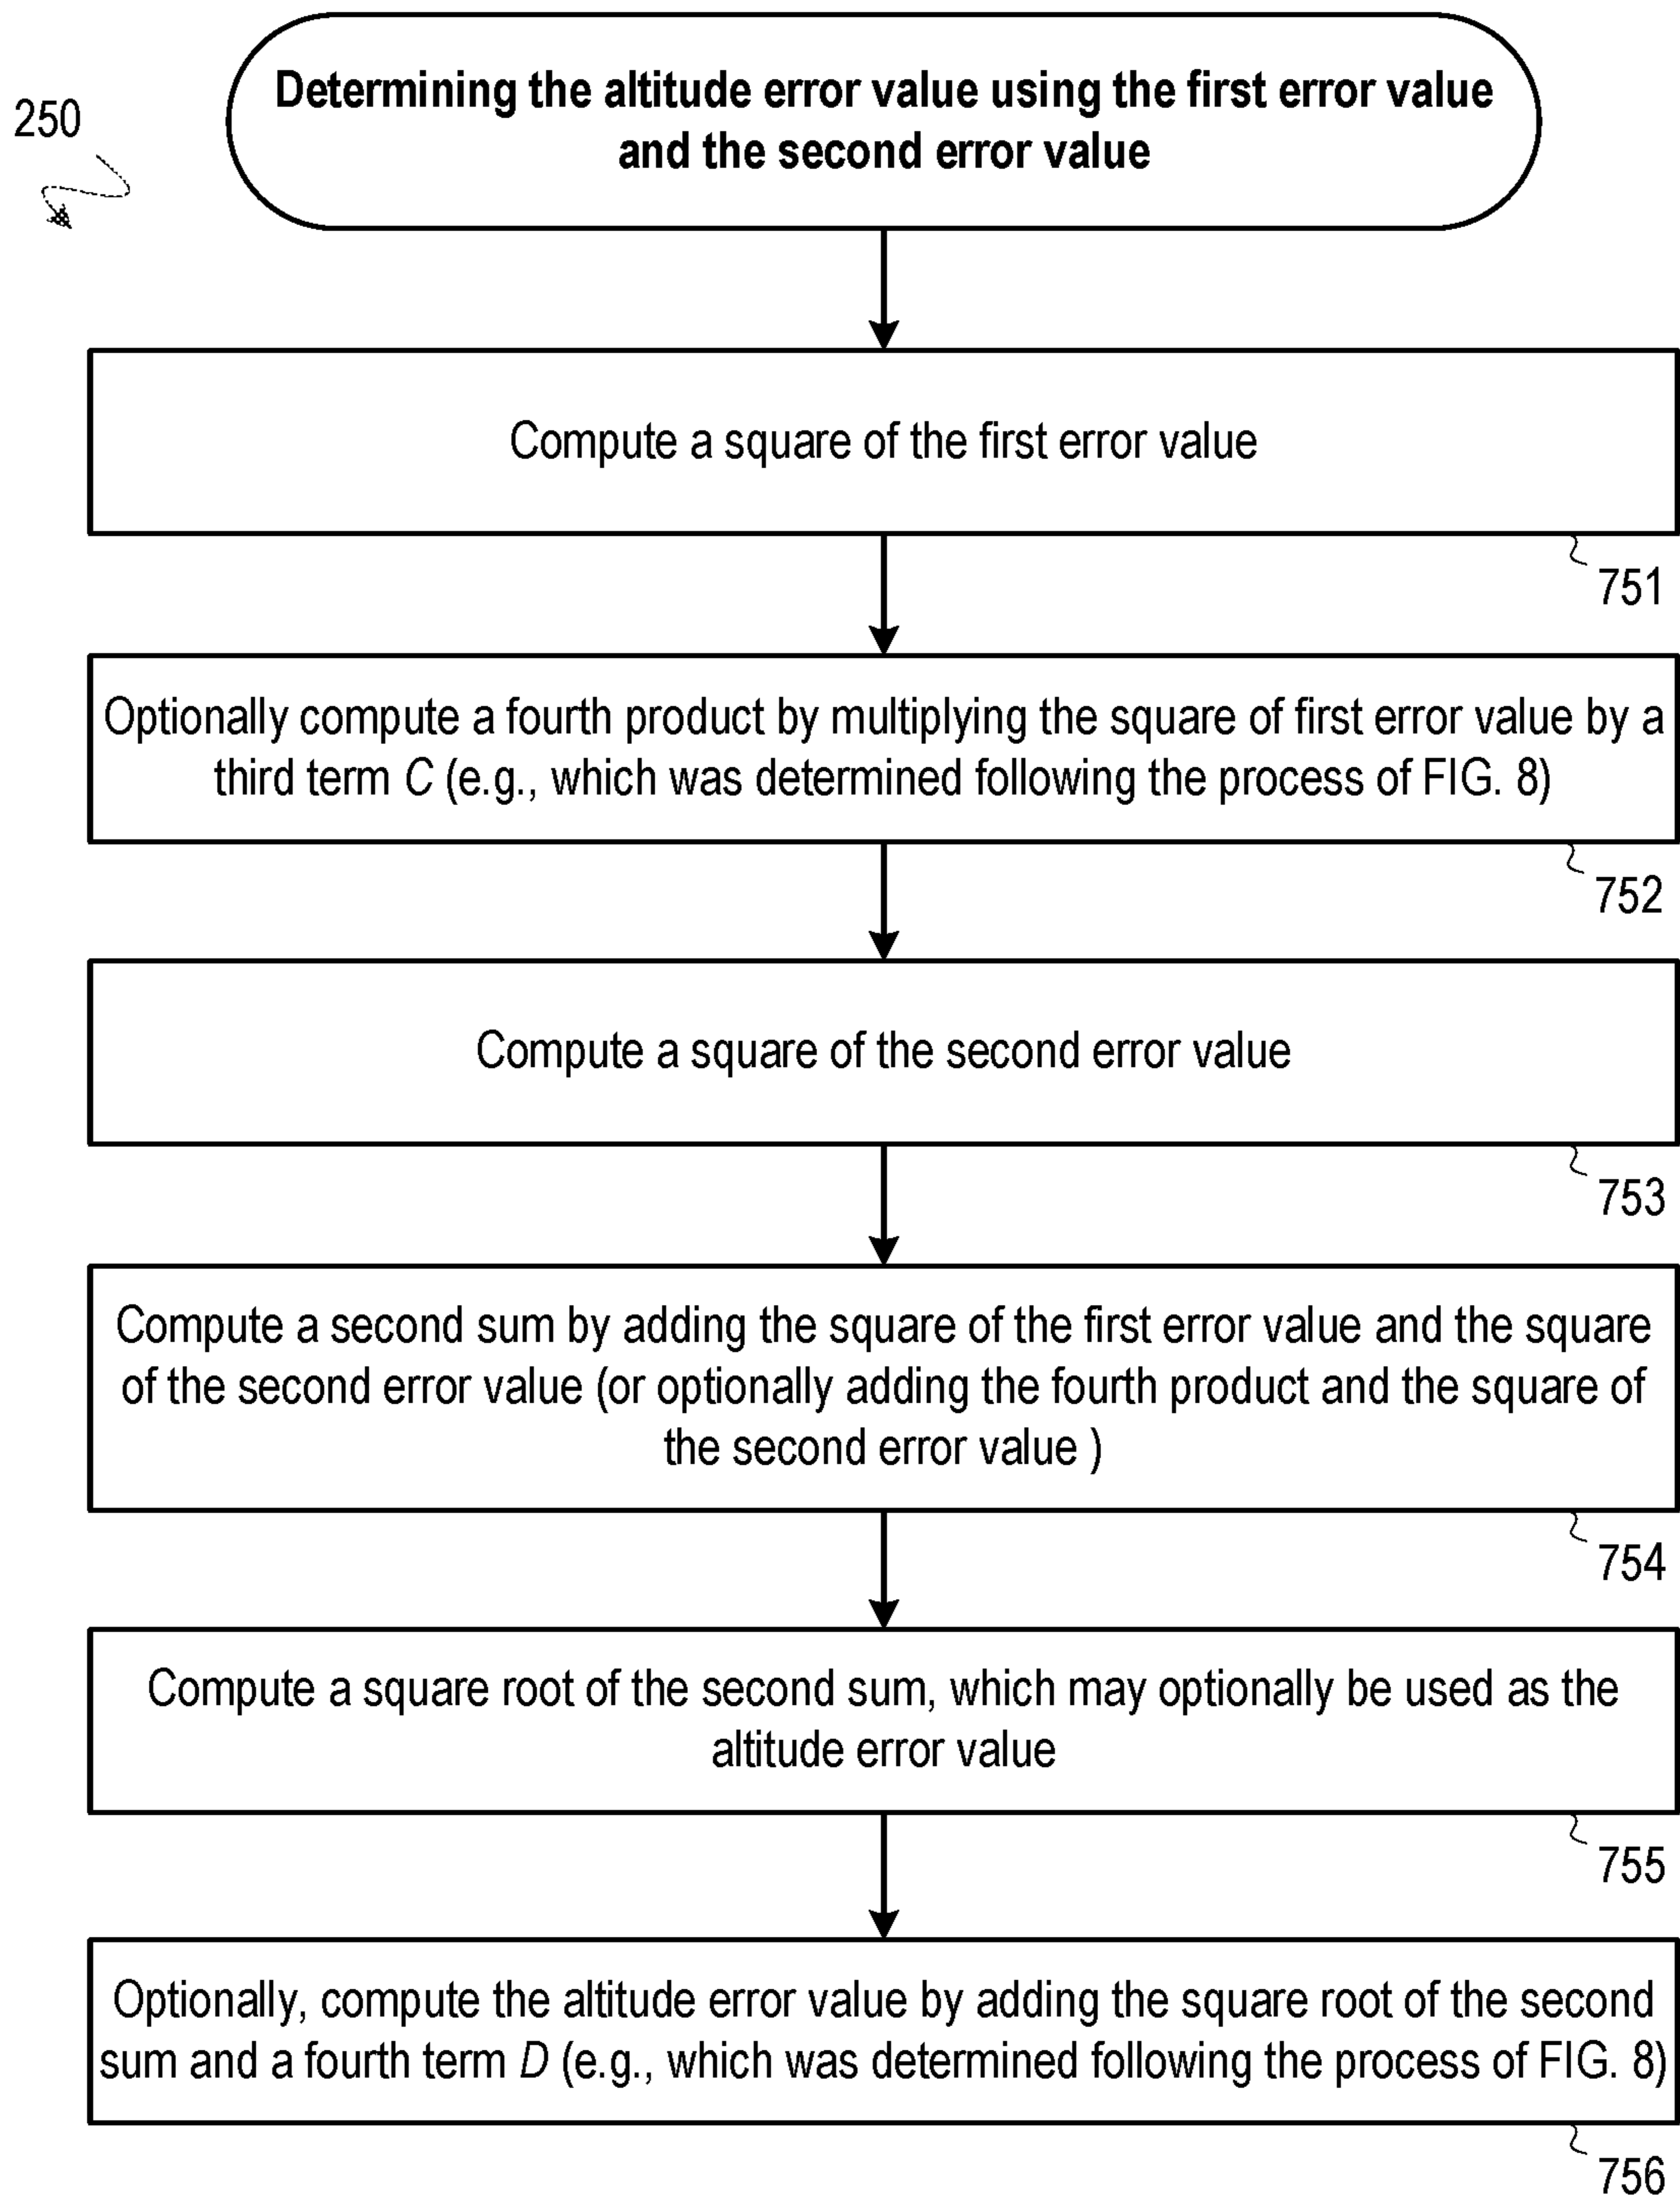 250
Determining the altitude error value using the first error value
and the second error value
Compute a square of the first error value
751
Optionally compute a fourth product by multiplying the square of first error value by a
third term C (e.g., which was determined following the process of FIG. 8)
752
Compute a square of the second error value
753
Compute a second sum by adding the square of the first error value and the square
of the second error value (or optionally adding the fourth product and the square of
the second error value )
754
Compute a square root of the second sum, which may optionally be used as the
altitude error value
755
Optionally, compute the altitude error value by adding the square root of the second
sum and a fourth term D (e.g., which was determined following the process of FIG. 8)
756